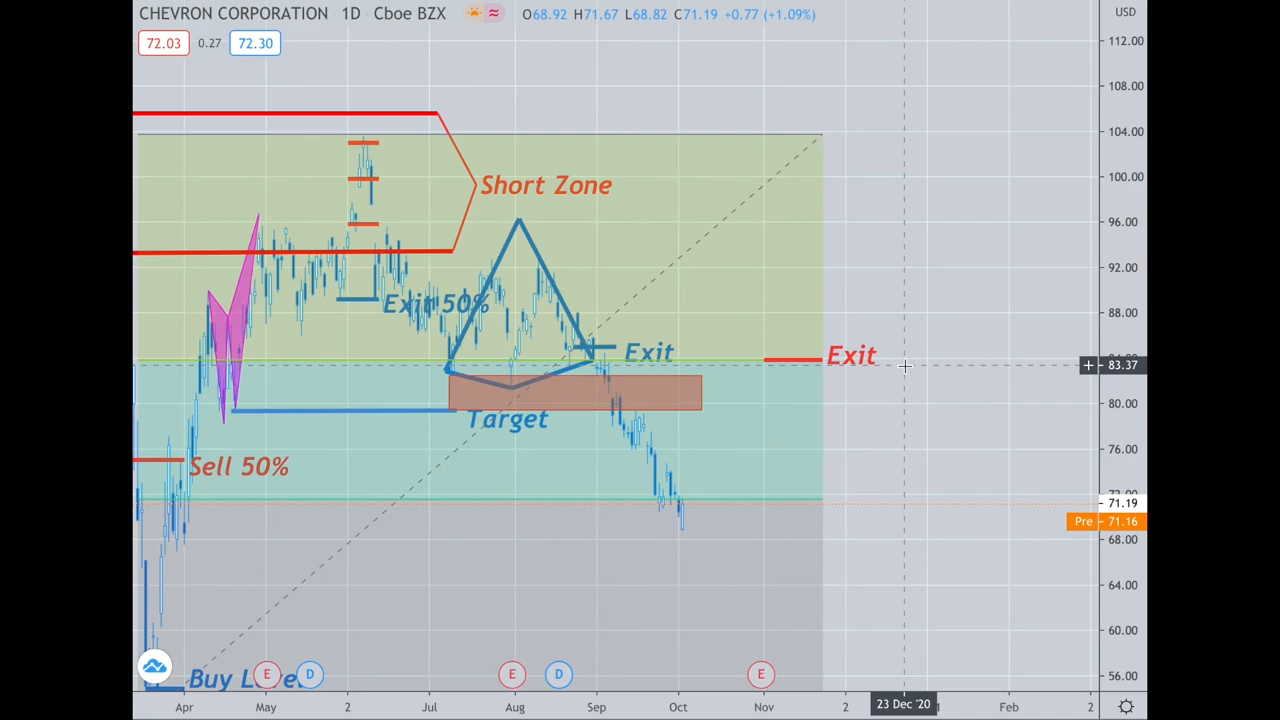 CHEVRON CORPORATION 1D Cboe BZX O68.92 H71.67 L68.82 C71.19 +0.77 (+1.09%) USD
72.03 0.27 72.30
112.00
108.00
104.00
Short Zone
100.00
96.00
92.00
Exit 50%
88.00
Exit
Exit
83.37
80.00
Target
76.00
Sell 50%
72.00
71.19
Pre 71.16
68.00
64.00
60.00
56.00
Buy Level
E D E D E
Apr May 2 Jul Aug Sep Oct Nov 2 23 Dec '20 Feb 2